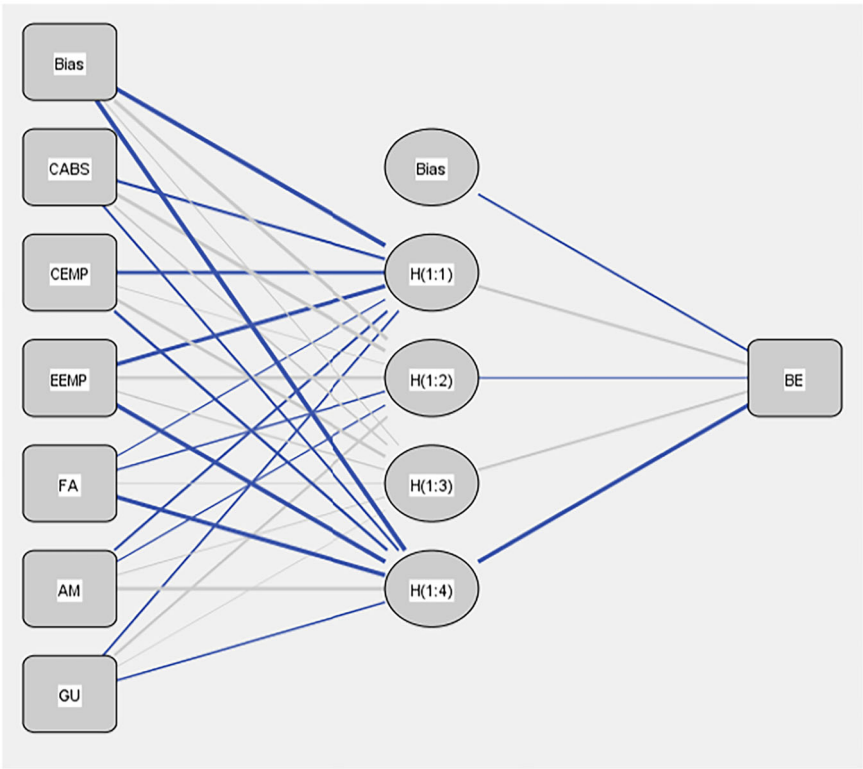 Bias
CABS
CEMP
EEMP
FA
AM
GU
Bias
H(1:1)
H(1:2)
H(1:3)
H(1:4)
BE